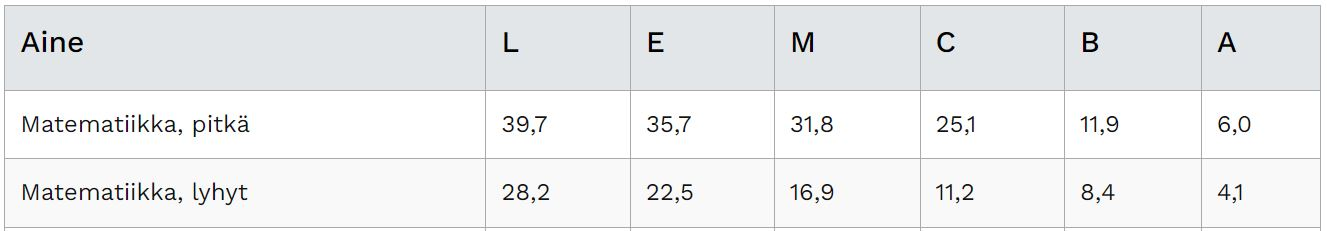 Aine L E M C B A
Matematiikka, pitkä 39,7 35,7 31,8 25,1 11,9 6,0
Matematiikka, lyhyt 28,2 22,5 16,9 11,2 8,4 4,1